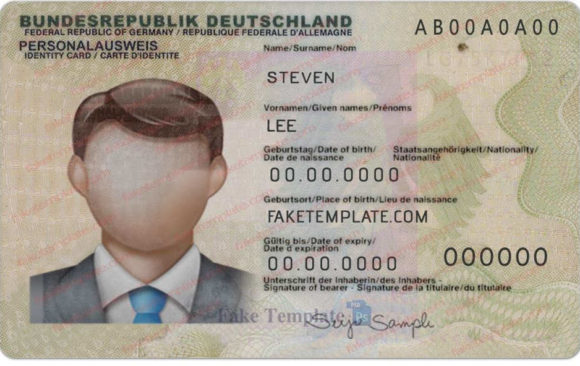 BUNDESREPUBLIK DEUTSCHLAND
FEDERAL REPUBLIC OF GERMANY / REPUBLIQUE FEDERALE D'ALLEMAGNE
AB00A0A00
PERSONALAUSWEIS
IDENTITY CARD / CARTE D'IDENTITE
Name/Surname/Nom
STEVEN
Vornamen/Given names/Prénoms
LEE
Geburtstag/Date of birth/ Staatsangehörigkeit/Nationality/
Date de naissance Nationalité
00.00.0000
Geburtsort/Place of birth/Lieu de naissance
FAKETEMPLATE.COM
Gültig bis/Date of expiry/
Date d expiration
00.00.0000
000000
Unterschrift der Inhaberin/des Inhabers -
Signature of bearer - Signature de la titulaire/du titulaire
Fake Template
Ps
Sample